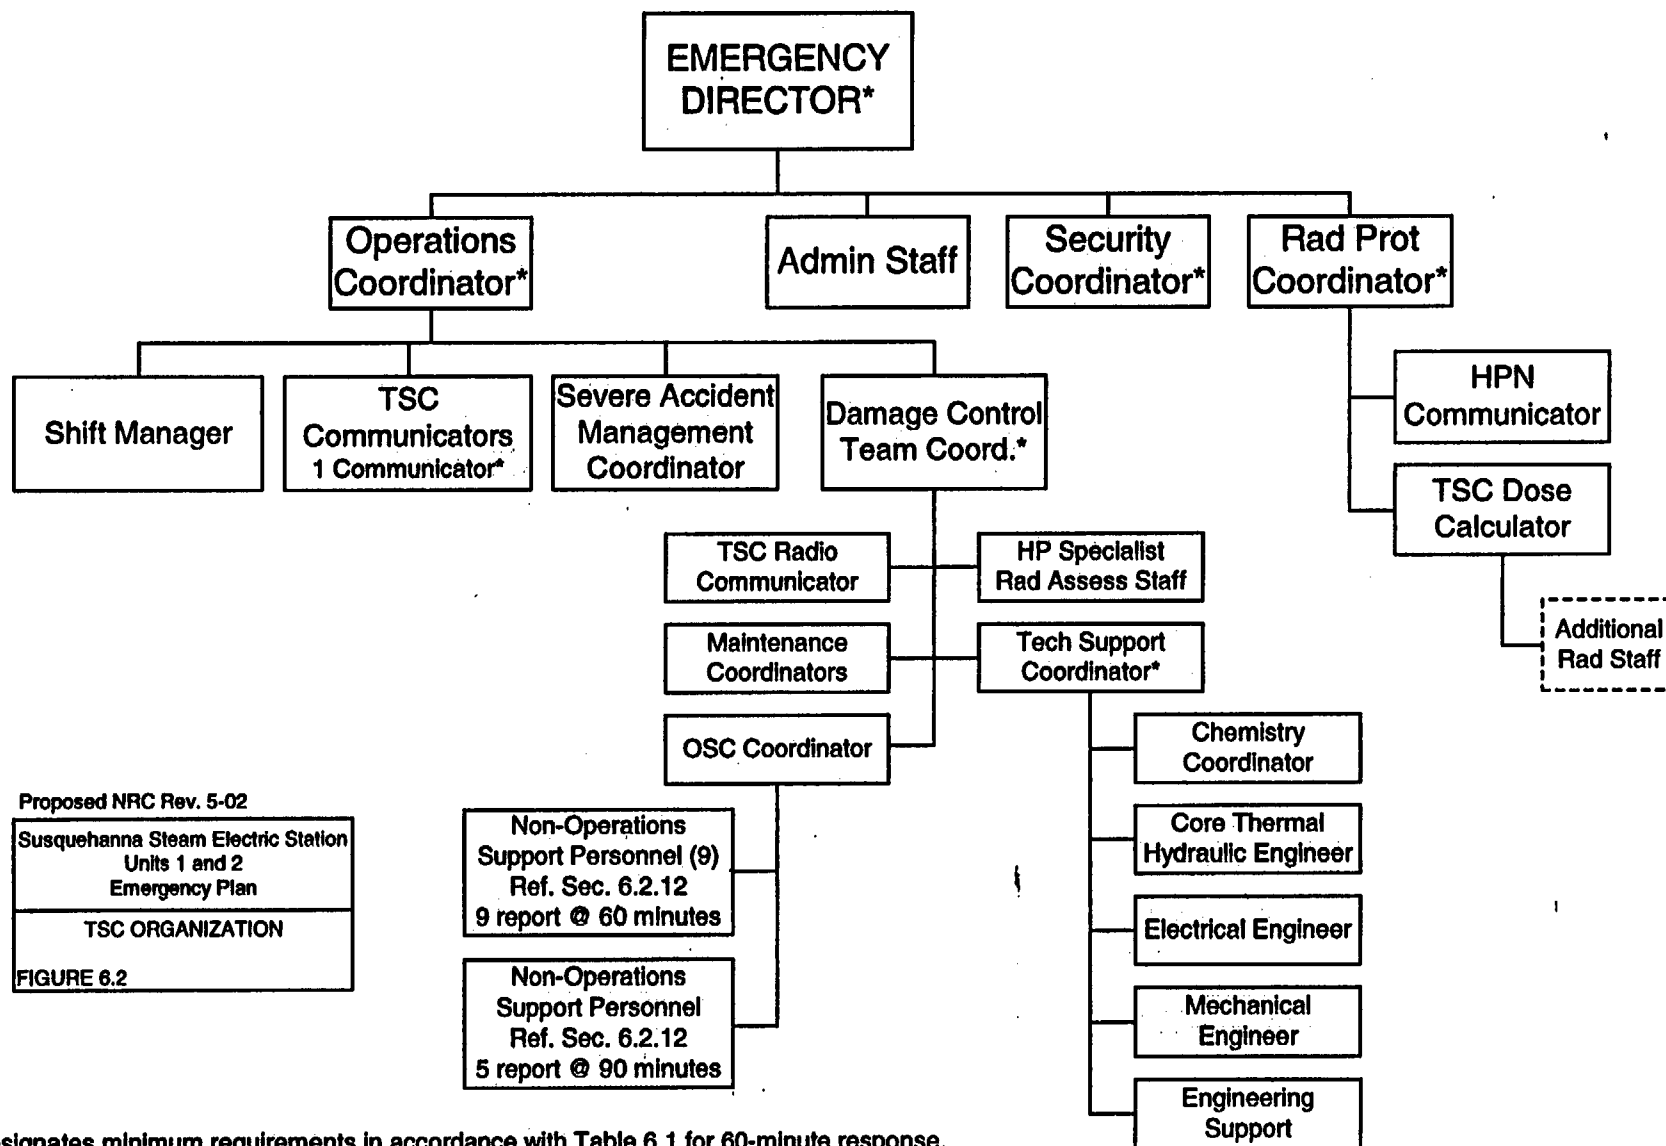 EMERGENCY
DIRECTOR*
Operations
Coordinator*
Admin Staff
Security
Coordinator*
Rad Prot
Coordinator*
Shift Manager
TSC
Communicators
1 Communicator*
Severe Accident
Management
Coordinator
Damage Control
Team Coord.*
HPN
Communicator
TSC Dose
Calculator
Additional
Rad Staff
TSC Radio
Communicator
HP Specialist
Rad Assess Staff
Maintenance
Coordinators
Tech Support
Coordinator*
OSC Coordinator
Chemistry
Coordinator
Core Thermal
Hydraulic Engineer
Electrical Engineer
Mechanical
Engineer
Engineering
Support
Non-Operations
Support Personnel (9)
Ref. Sec. 6.2.12
9 report @ 60 minutes
Non-Operations
Support Personnel
Ref. Sec. 6.2.12
5 report @ 90 minutes
Proposed NRC Rev. 5-02
Susquehanna Steam Electric Station
Units 1 and 2
Emergency Plan
TSC ORGANIZATION
FIGURE 6.2
signates minimum requirements in accordance with Table 6.1 for 60-minute response.